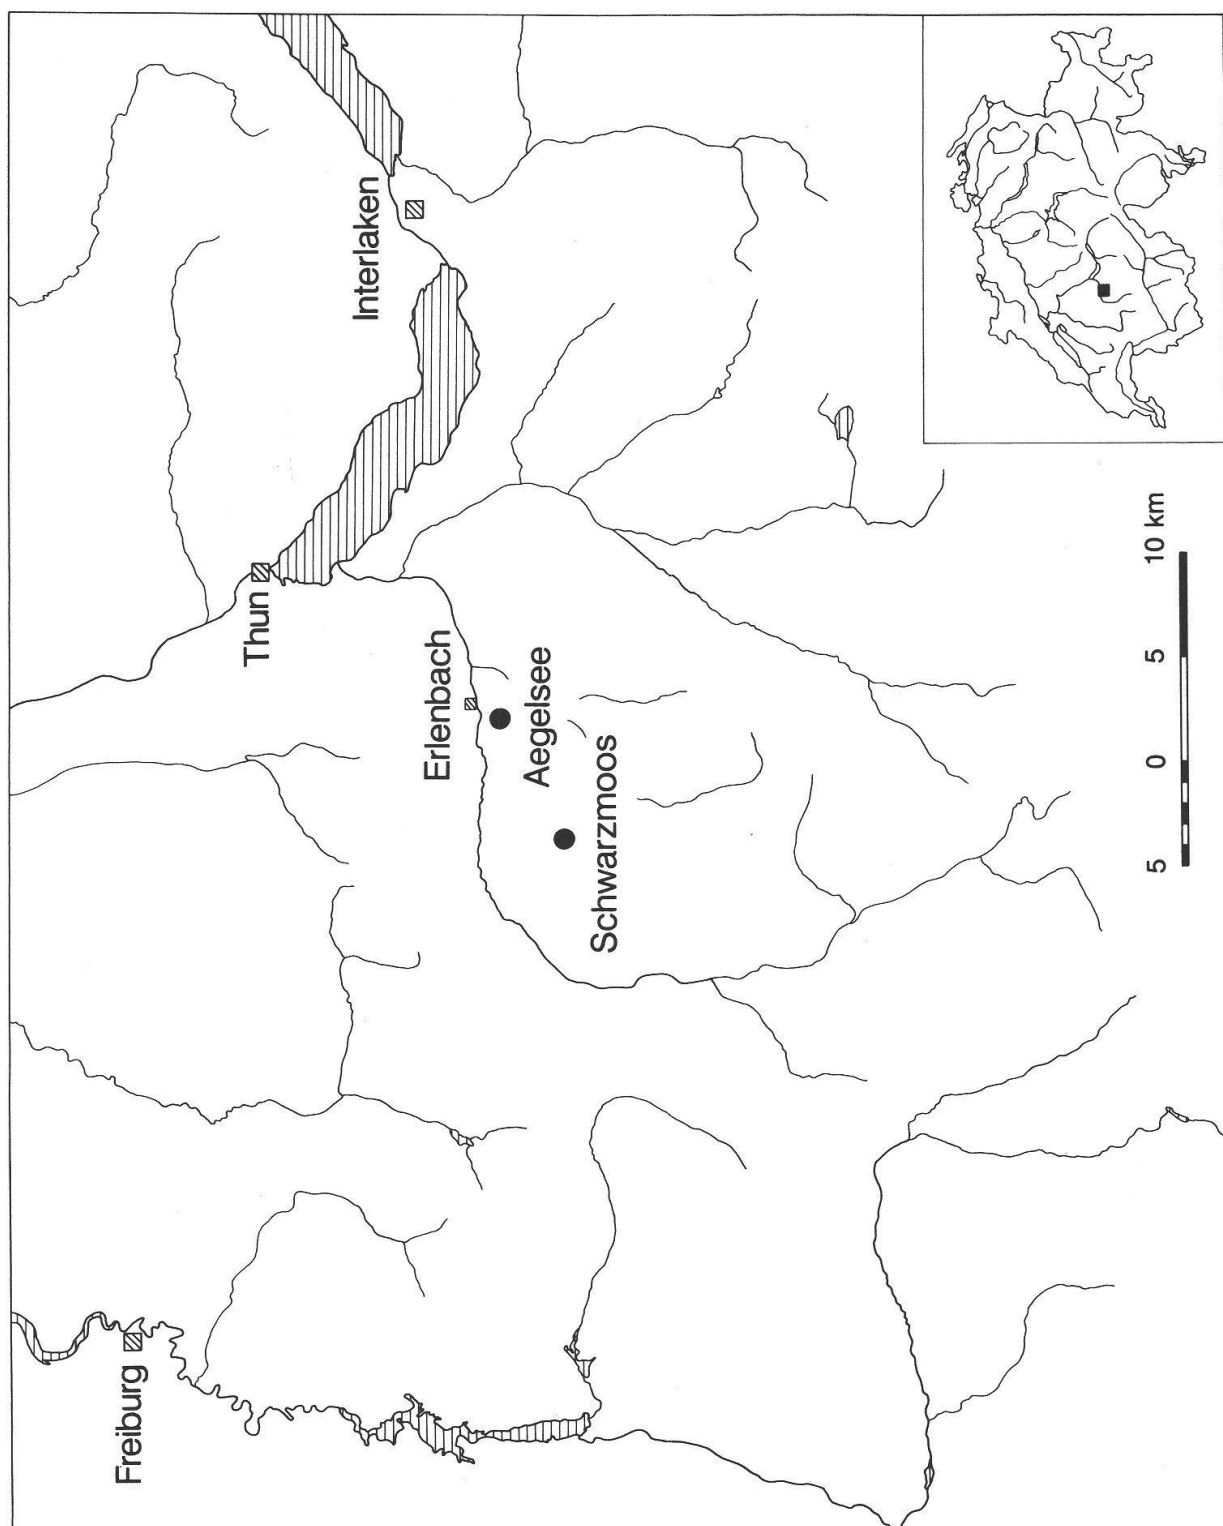 Freiburg
Thun
Interlaken
Erlenbach
Aegelsee
Schwarzmoos
5 0 5 10 km